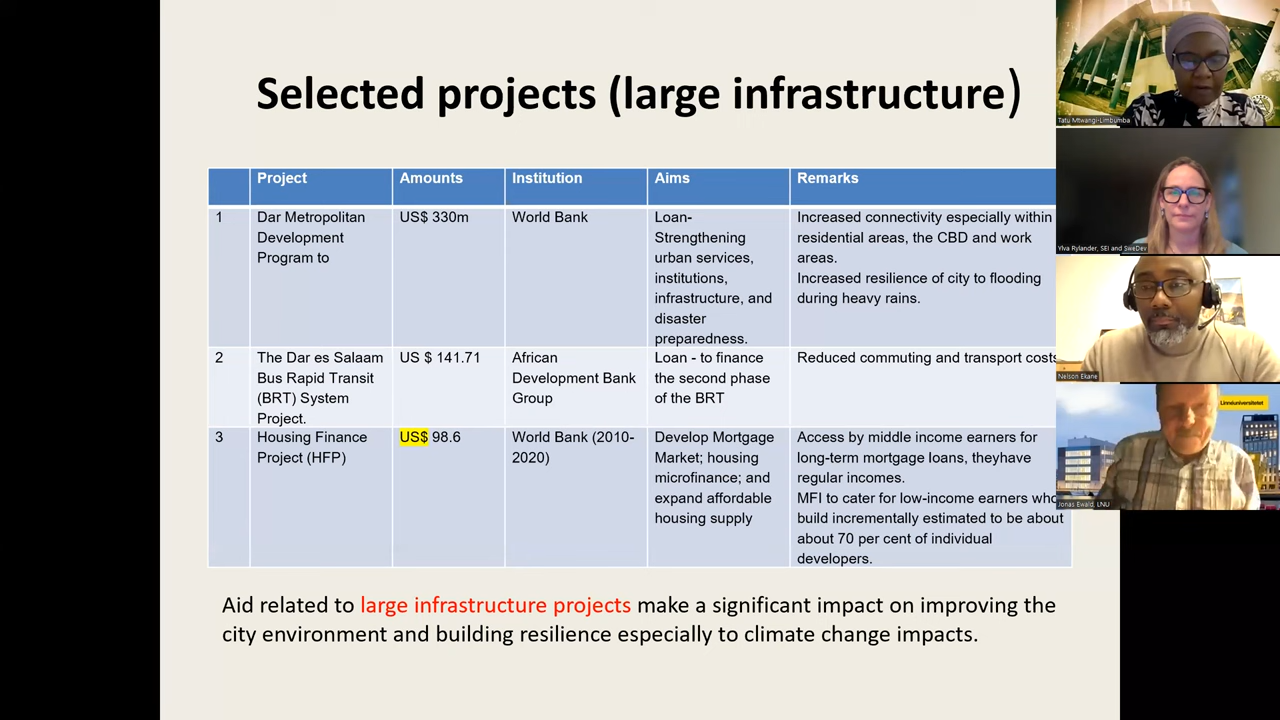 Selected projects (large infrastructure)
Project
Amounts
Institution
Aims
Remarks
1
Dar Metropolitan
Development
Program to
US$ 330m
World Bank
Loan-
Strengthening
urban services,
institutions,
infrastructure, and
disaster
preparedness.
Increased connectivity especially within
residential areas, the CBD and work
areas.
Increased resilience of city to flooding
during heavy rains.
2
The Dar es Salaam
Bus Rapid Transit
(BRT) System
Project.
US $ 141.71
African
Development Bank
Group
Loan - to finance
the second phase
of the BRT
Reduced commuting and transport costs
3
Housing Finance
Project (HFP)
US$ 98.6
World Bank (2010-
2020)
Develop Mortgage
Market; housing
microfinance; and
expand affordable
housing supply
Access by middle income earners for
long-term mortgage loans, theyhave
regular incomes.
MFI to cater for low-income earners who
build incrementally estimated to be about
about 70 per cent of individual
developers.
Aid related to large infrastructure projects make a significant impact on improving the
city environment and building resilience especially to climate change impacts.
Tatu Mtwangi-Limbumba
Ylva Rylander, SEI and SweDev
Nelson Ekane
Linnéuniversitetet
Jonas Ewald, LNU